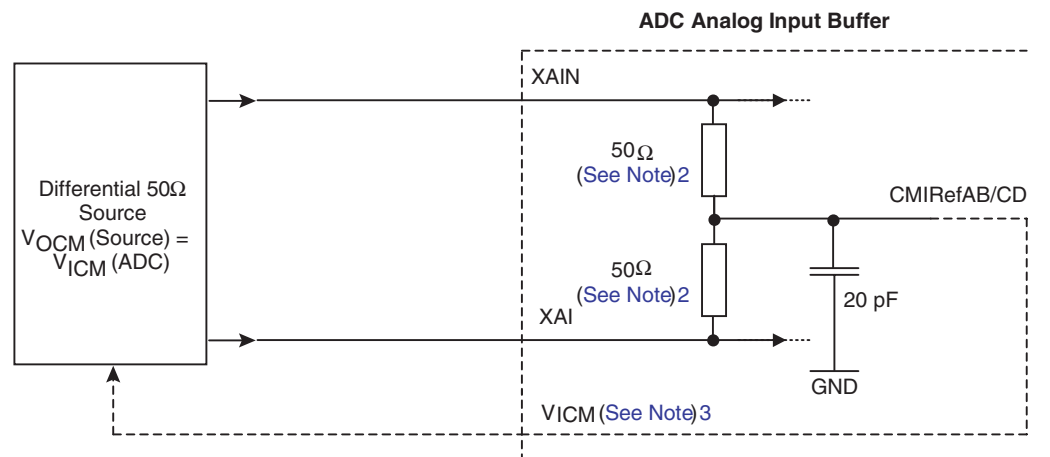 ADC Analog Input Buffer
XAIN
50Ω
(See Note) 2
CMIRefAB/CD
Differential 50Ω
Source
VOCM (Source) =
VICM (ADC)
50Ω
(See Note) 2
20 pF
XAI
GND
VICM (See Note) 3